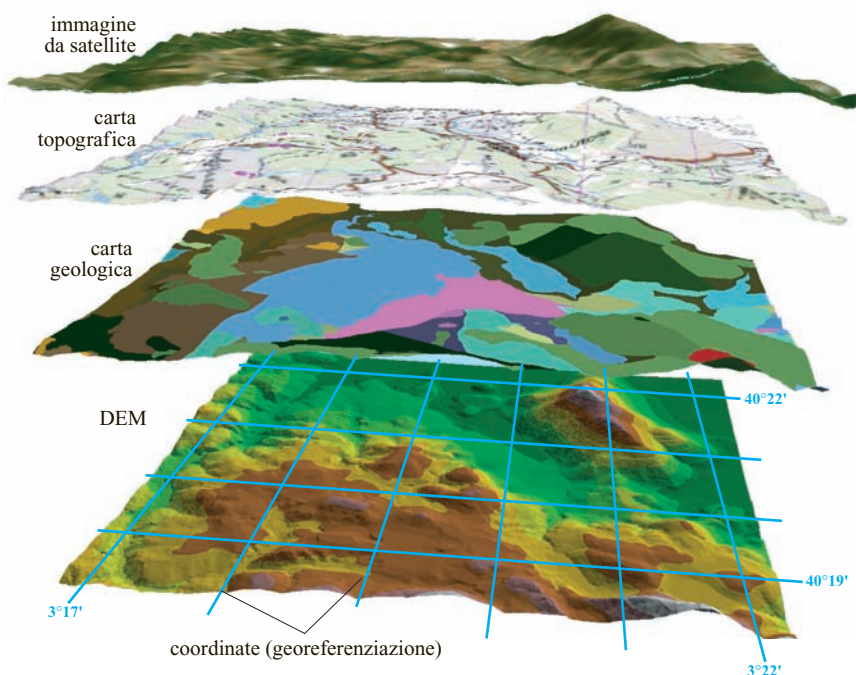 immagine
da satellite
carta
topografica
carta
geologica
DEM
40°22'
40°19'
3°17'
coordinate (georeferenziazione)
3°22'